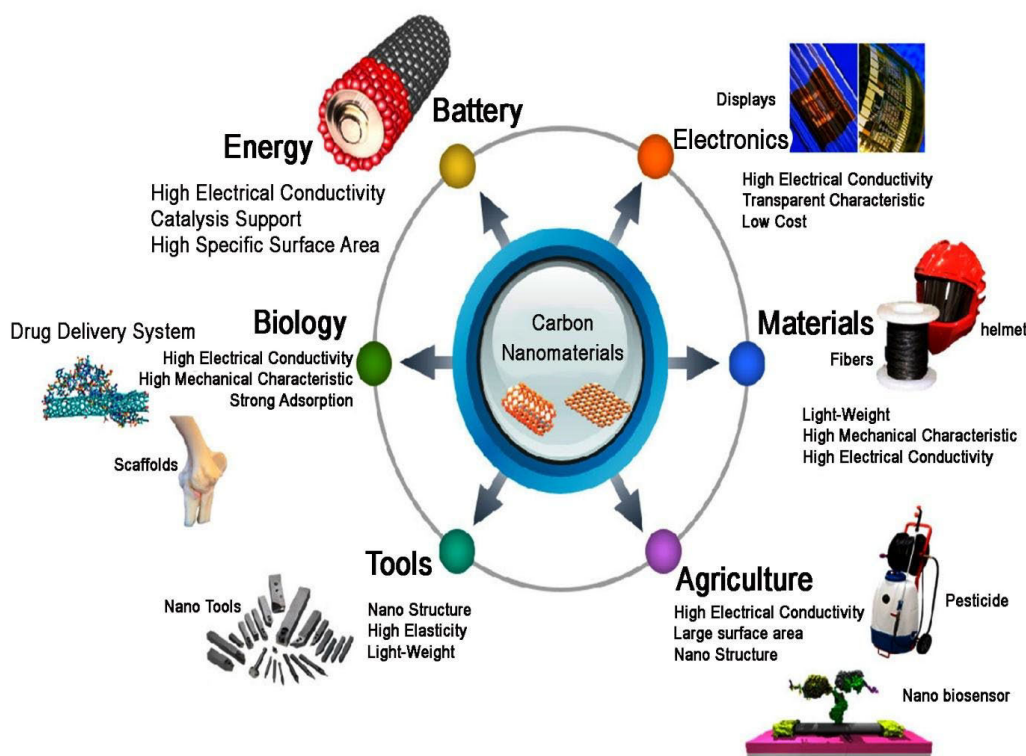 Battery
Energy
High Electrical Conductivity
Catalysis Support
High Specific Surface Area
Displays
Electronics
High Electrical Conductivity
Transparent Characteristic
Low Cost
Carbon
Nanomaterials
Drug Delivery System
Biology
High Electrical Conductivity
High Mechanical Characteristic
Strong Adsorption
Scaffolds
Materials
helmet
Fibers
Light-Weight
High Mechanical Characteristic
High Electrical Conductivity
Tools
Nano Tools
Nano Structure
High Elasticity
Light-Weight
Agriculture
High Electrical Conductivity
Large surface area
Nano Structure
Pesticide
Nano biosensor